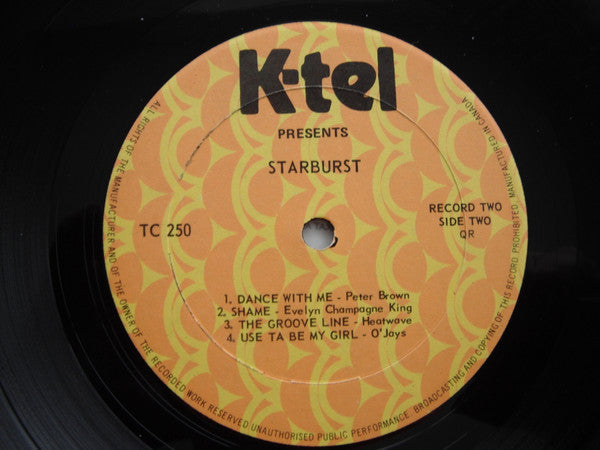 K-tel
PRESENTS
STARBURST
TC 250
RECORD TWO
SIDE TWO
QR
1. DANCE WITH ME - Peter Brown
2. SHAME - Evelyn Champagne King
3. THE GROOVE LINE - Heatwave
4. USE TA BE MY GIRL - O'Jays
ALL RIGHTS OF THE MANUFACTURER AND OF THE OWNER OF THE RECORDED WORK RESERVED UNAUTHORISED PUBLIC PERFORMANCE BROADCASTING AND COPYING OF THIS RECORD PROHIBITED. MANUFACTURED IN CANADA